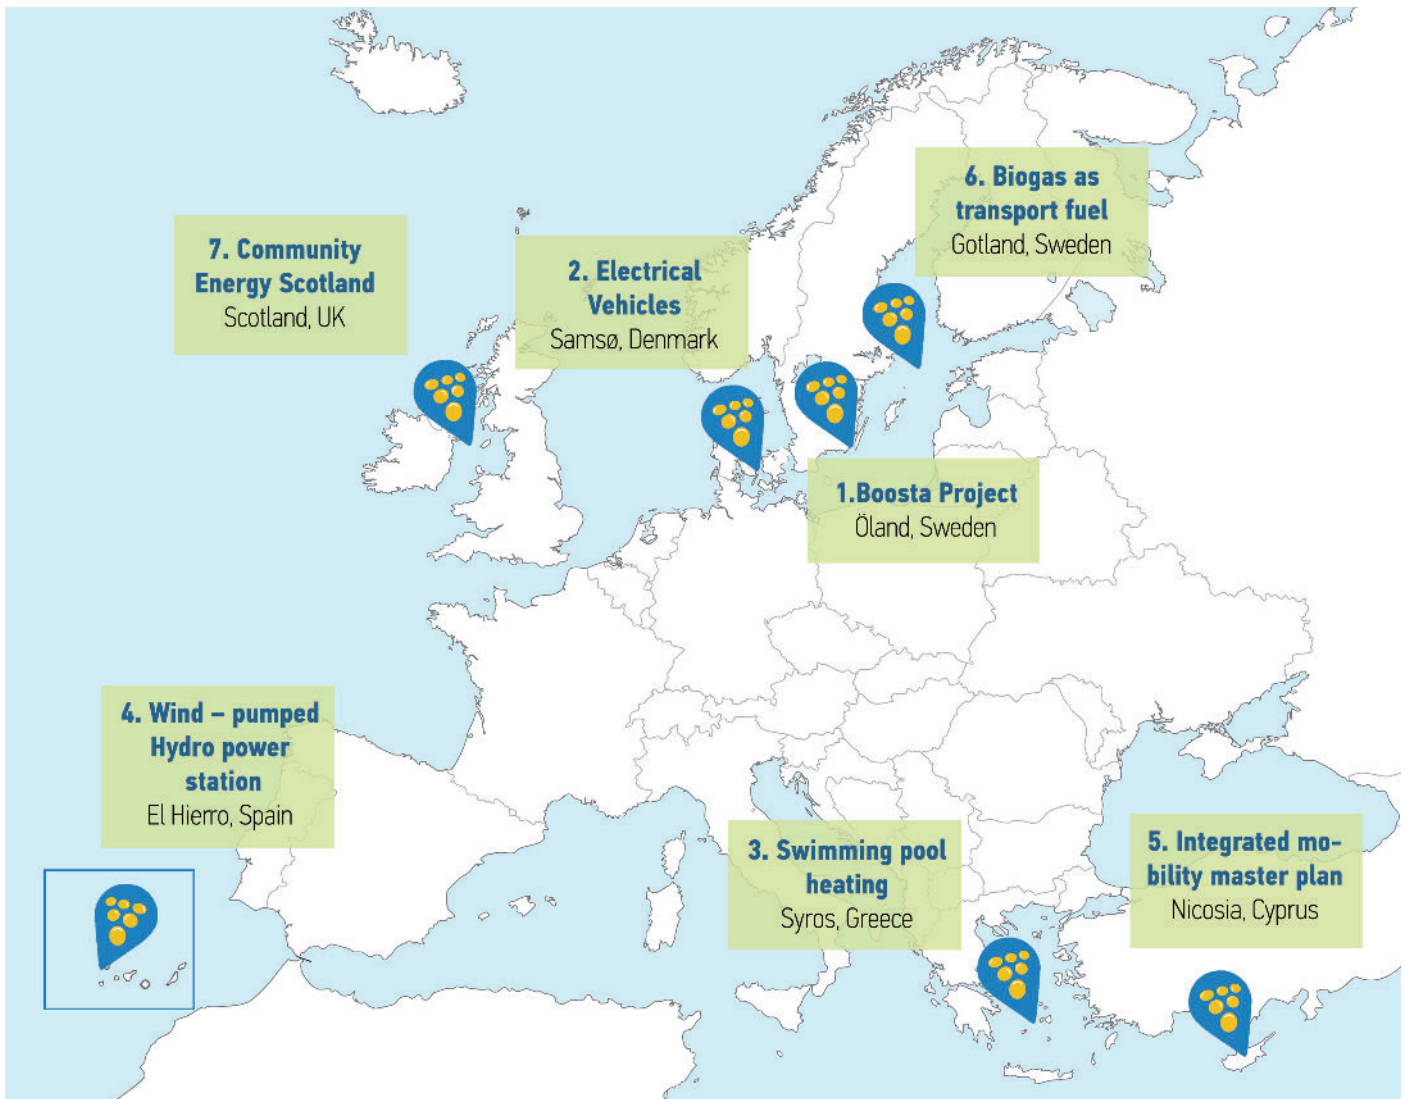 6. Biogas as
transport fuel
Gotland, Sweden
7. Community
Energy Scotland
Scotland, UK
2. Electrical
Vehicles
Samsø, Denmark
1.Boosta Project
Öland, Sweden
4. Wind – pumped
Hydro power
station
El Hierro, Spain
3. Swimming pool
heating
Syros, Greece
5. Integrated mo-
bility master plan
Nicosia, Cyprus